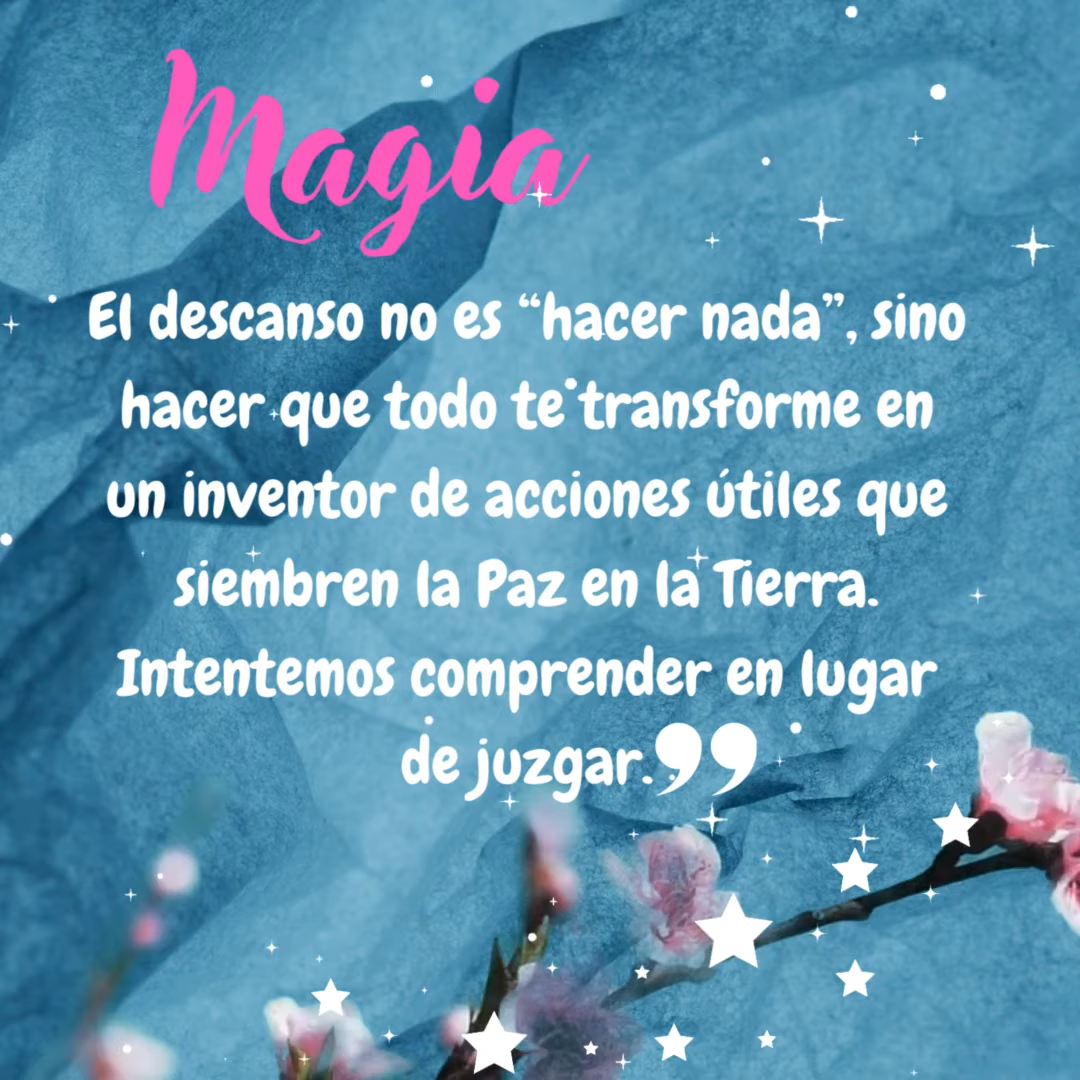 Magia
El descanso no es “hacer nada”, sino
hacer que todo te transforme en
un inventor de acciones útiles que
siembren la Paz en la Tierra.
Intentemos comprender en lugar
de juzgar.”